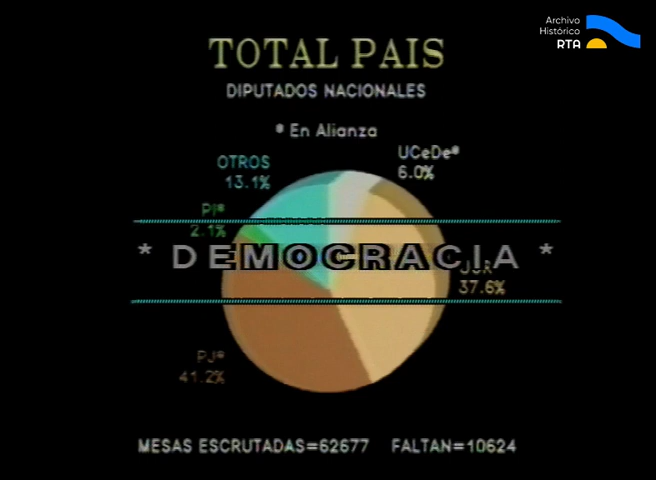 Archivo
Histórico
RTA
TOTAL PAIS
DIPUTADOS NACIONALES
* En Alianza
UCeDe*
6.0%
OTROS
13.1%
PI*
2.1%
* DEMOCRACIA *
UCR
37.6%
PJ*
41.2%
MESAS ESCRUTADAS=62677 FALTAN=10624